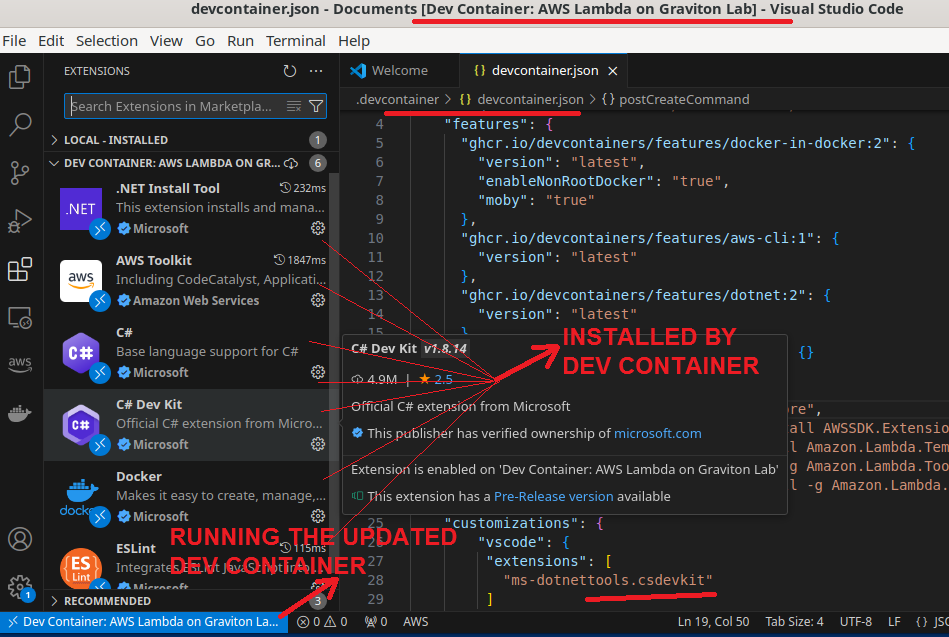 devcontainer.json - Documents [Dev Container: AWS Lambda on Graviton Lab] - Visual Studio Code
File Edit Selection View Go Run Terminal Help
EXTENSIONS
Search Extensions in Marketpla...
LOCAL - INSTALLED 1
DEV CONTAINER: AWS LAMBDA ON GR... 6
.NET
.NET Install Tool 232ms
This extension installs and mana...
Microsoft
aws
AWS Toolkit 1847ms
Including CodeCatalyst, Applicati...
Amazon Web Services
C#
C#
Base language support for C#
Microsoft
C#
C# Dev Kit
Official C# extension from Micro...
Microsoft
docker
Docker
Makes it easy to create, manage,...
Microsoft
ES
Lint
ESLint 115ms
Integrates ESLint JavaScript into...
Microsoft
RECOMMENDED 3
aws
1
Welcome
{} devcontainer.json
.devcontainer > {} devcontainer.json > {} postCreateCommand
4 "features": {
5 "ghcr.io/devcontainers/features/docker-in-docker:2": {
6 "version": "latest",
7 "enableNonRootDocker": "true",
8 "moby": "true"
9 },
10 "ghcr.io/devcontainers/features/aws-cli:1": {
11 "version": "latest"
12 },
13 "ghcr.io/devcontainers/features/dotnet:2": {
14 "version": "latest"
15 }
{}
C# Dev Kit v1.8.14
4.9M | 2.5
Official C# extension from Microsoft
This publisher has verified ownership of microsoft.com
Extension is enabled on 'Dev Container: AWS Lambda on Graviton Lab'
This extension has a Pre-Release version available
re",
all AWSSDK.Extensio
l Amazon.Lambda.Tem
g Amazon.Lambda.Too
l -g Amazon.Lambda.
INSTALLED BY
DEV CONTAINER
25 "customizations": {
"vscode": {
27 "extensions": [
28 "ms-dotnettools.csdevkit"
29 ]
RUNNING THE UPDATED
DEV CONTAINER
Dev Container: AWS Lambda on Graviton La... 0 0 0 AWS
Ln 19, Col 50 Tab Size: 4 UTF-8 LF {} JS